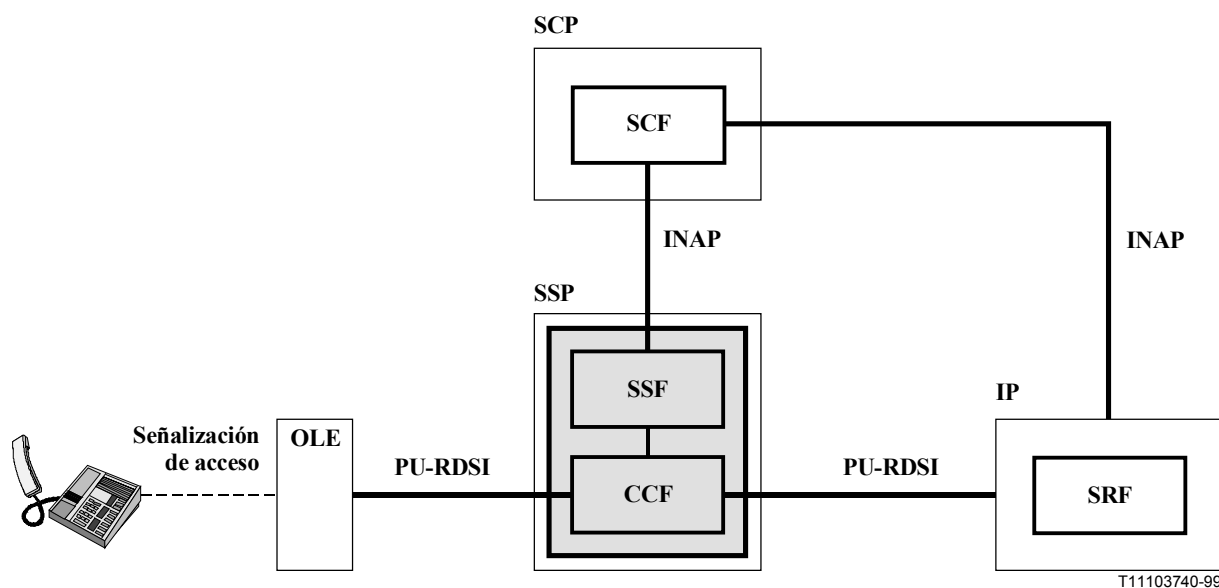 SCP
SCF
INAP
INAP
SSP
SSF
IP
Señalización
de acceso
OLE
PU-RDSI
CCF
PU-RDSI
SRF
T11103740-99